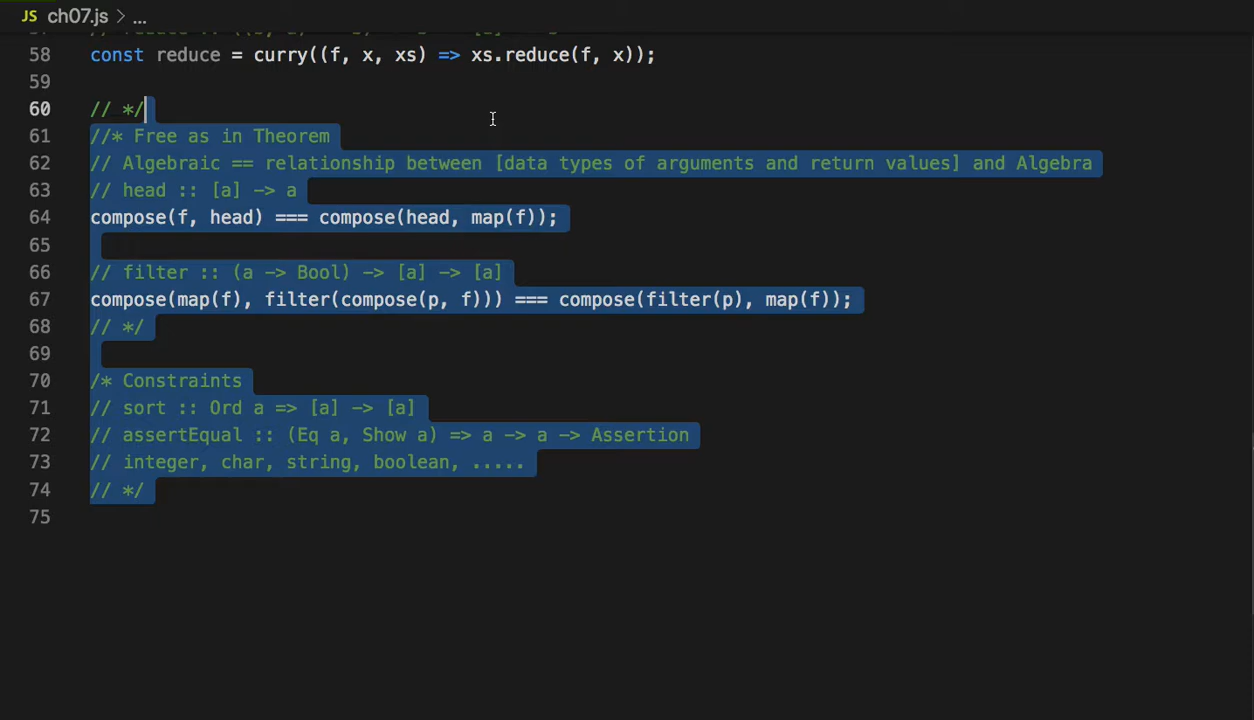 JS ch07.js > ...
58 const reduce = curry((f, x, xs) => xs.reduce(f, x));
59
60 // */
61 //* Free as in Theorem
62 // Algebraic == relationship between [data types of arguments and return values] and Algebra
63 // head :: [a] -> a
64 compose(f, head) === compose(head, map(f));
65
66 // filter :: (a -> Bool) -> [a] -> [a]
67 compose(map(f), filter(compose(p, f))) === compose(filter(p), map(f));
68 // */
69
70 /* Constraints
71 // sort :: Ord a => [a] -> [a]
72 // assertEqual :: (Eq a, Show a) => a -> a -> Assertion
73 // integer, char, string, boolean, .....
74 // */
75